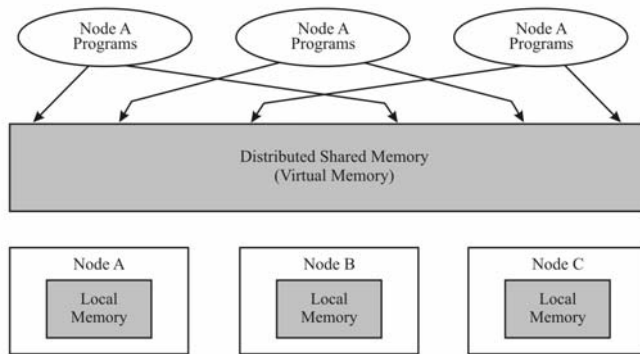 Node A
Programs
Node A
Programs
Node A
Programs
Distributed Shared Memory
(Virtual Memory)
Node A
Local
Memory
Node B
Local
Memory
Node C
Local
Memory